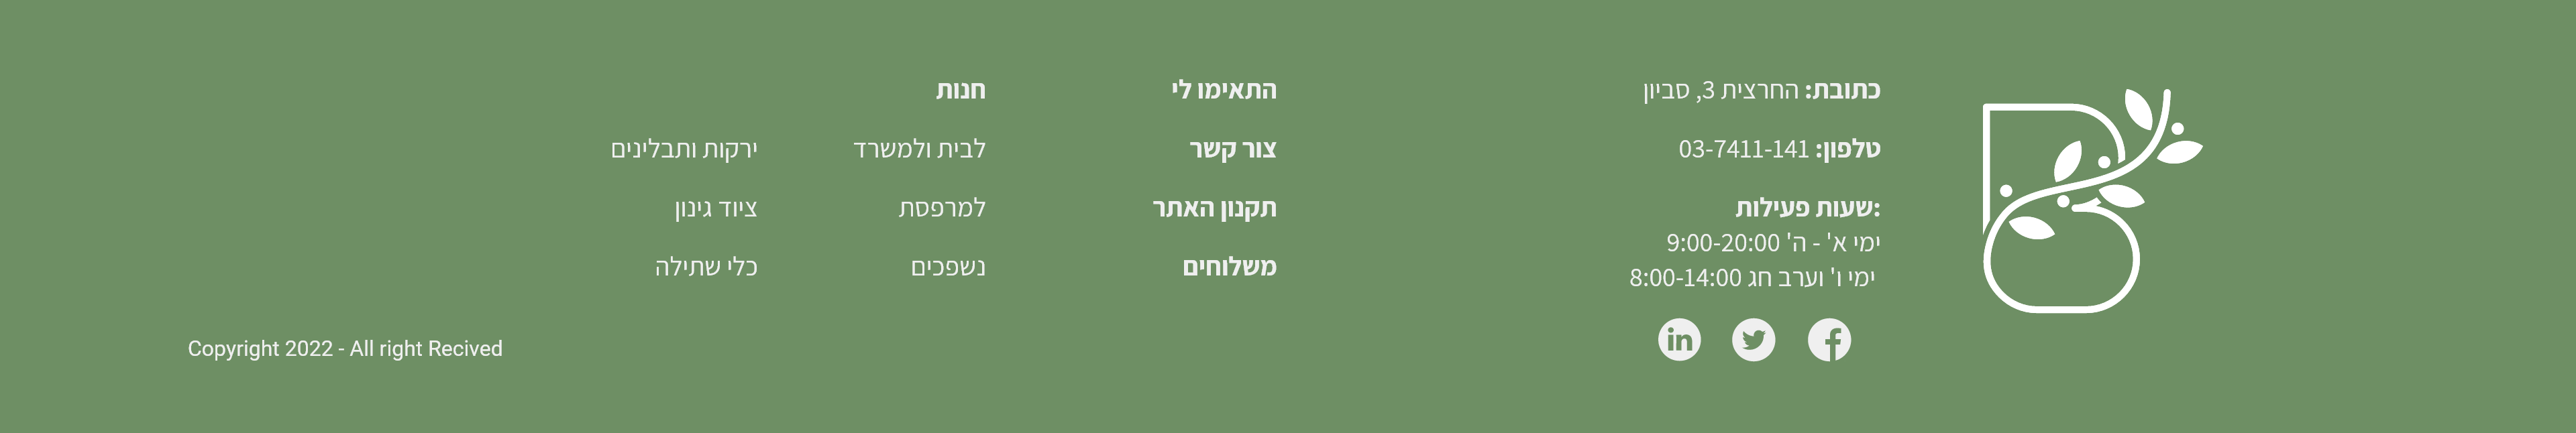 כתובת: החרצית 3, סביון
טלפון: 03-7411-141
:שעות פעילות
ימי א' - ה' 9:00-20:00
ימי ו' וערב חג 8:00-14:00
התאימו לי
צור קשר
תקנון האתר
משלוחים
חנות
לבית ולמשרד
למרפסת
נשפכים
ירקות ותבלינים
ציוד גינון
כלי שתילה
Copyright 2022 - All right Recived